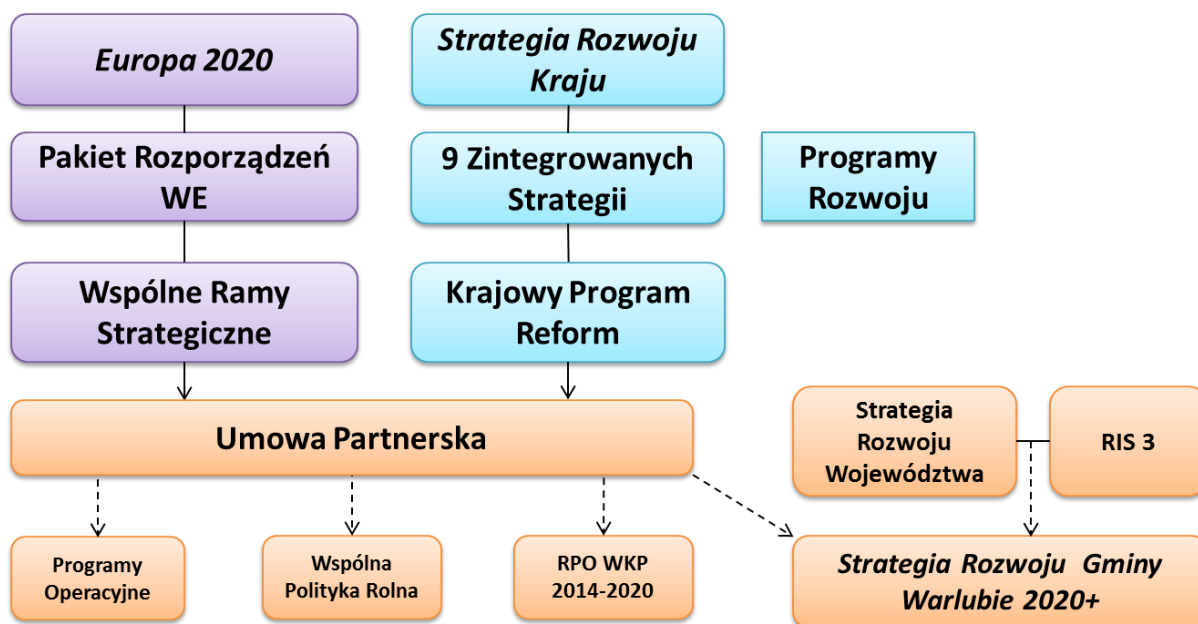 Europa 2020
Strategia Rozwoju
Kraju
Pakiet Rozporządzeń
WE
9 Zintegrowanych
Strategii
Programy
Rozwoju
Wspólne Ramy
Strategiczne
Krajowy Program
Reform
Umowa Partnerska
Strategia
Rozwoju
Województwa
RIS 3
Programy
Operacyjne
Wspólna
Polityka Rolna
RPO WKP
2014-2020
Strategia Rozwoju Gminy
Warlubie 2020+